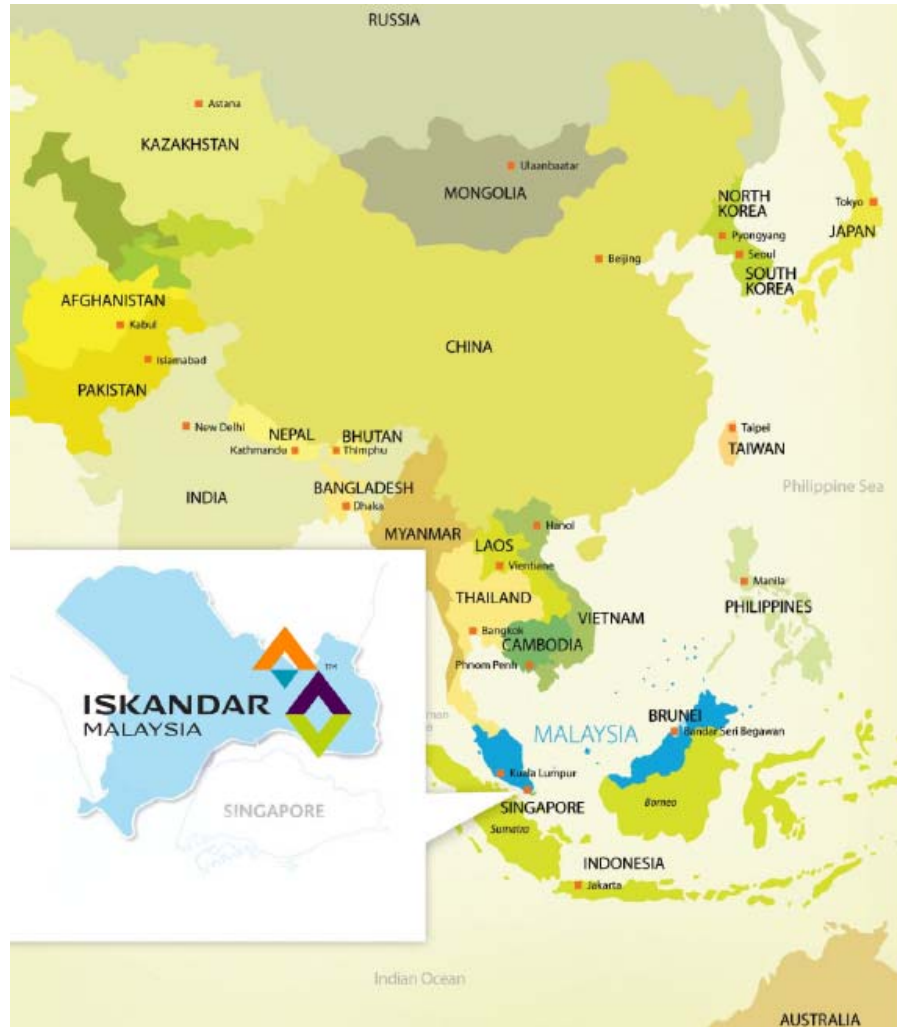 RUSSIA
Astana
KAZAKHSTAN
Ulaanbaatar
MONGOLIA
NORTH
KOREA
Tokyo
Pyongyang
JAPAN
Beijing
Seoul
SOUTH
KOREA
AFGHANISTAN
Kabul
CHINA
Islamabad
PAKISTAN
New Delhi
NEPAL
BHUTAN
Taipei
Kathmandu
Thimphu
TAIWAN
BANGLADESH
Philippine Sea
INDIA
Dhaka
MYANMAR
Hanoi
LAOS
Vientiane
Manila
THAILAND
PHILIPPINES
VIETNAM
Bangkok
CAMBODIA
Phnom Penh
TM
ISKANDAR
MALAYSIA
BRUNEI
MALAYSIA
Bandar Seri Begawan
Kuala Lumpur
SINGAPORE
SINGAPORE
Borneo
Sumatra
INDONESIA
Jakarta
Indian Ocean
AUSTRALIA